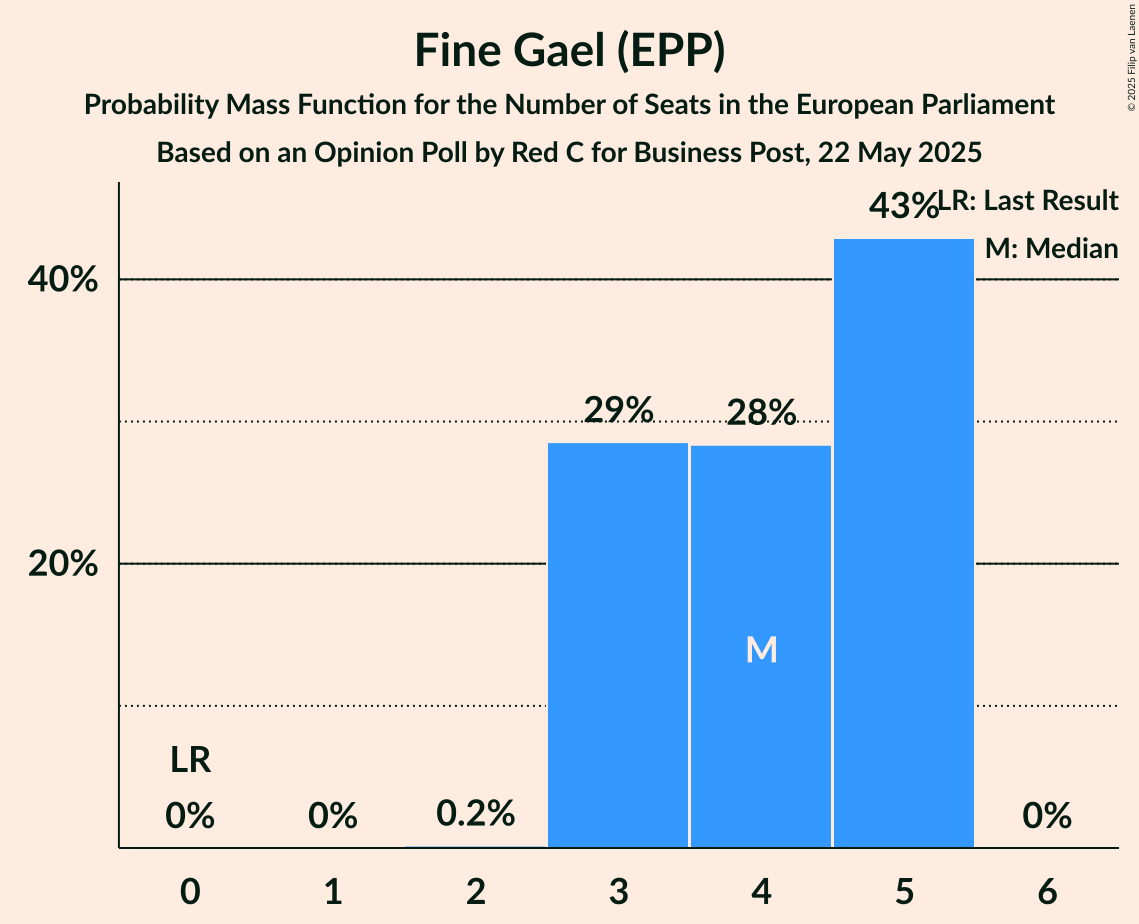 Fine Gael (EPP)
Probability Mass Function for the Number of Seats in the European Parliament
Based on an Opinion Poll by Red C for Business Post, 22 May 2025
© 2025 Filip van Laenen
LR: Last Result
M: Median
43%
40%
29%
28%
20%
M
LR
0%
0%
0.2%
0%
0
1
2
3
4
5
6